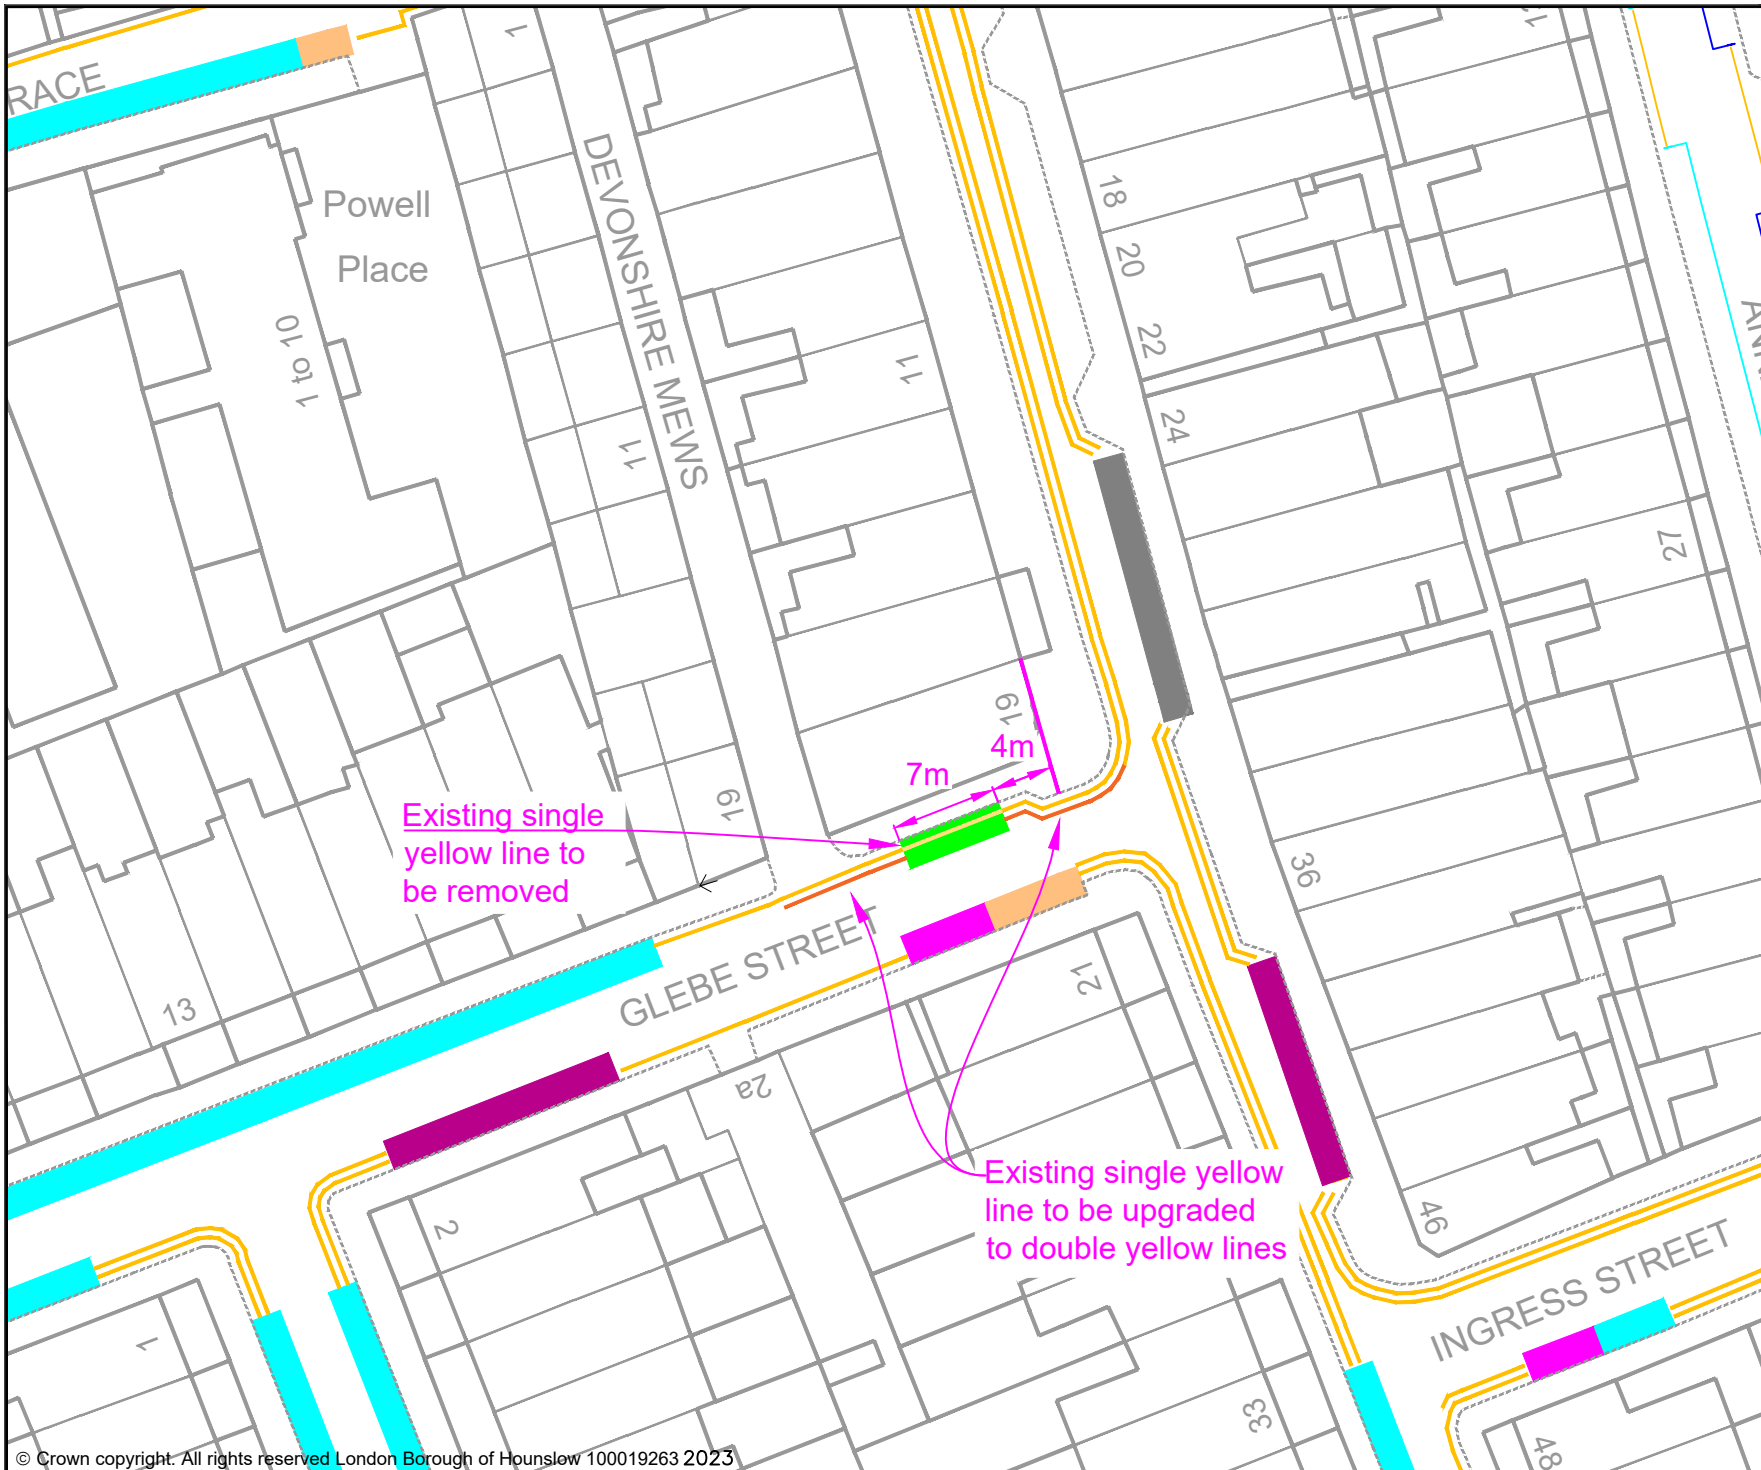 RACE
Powell
Place
1 to 10
1
DEVONSHIRE MEWS
11
19
11
19
18
20
22
24
36
46
27
7m
4m
Existing single
yellow line to
be removed
GLEBE STREET
13
2a
21
2
1
33
48
Existing single yellow
line to be upgraded
to double yellow lines
INGRESS STREET
© Crown copyright. All rights reserved London Borough of Hounslow 100019263 2023